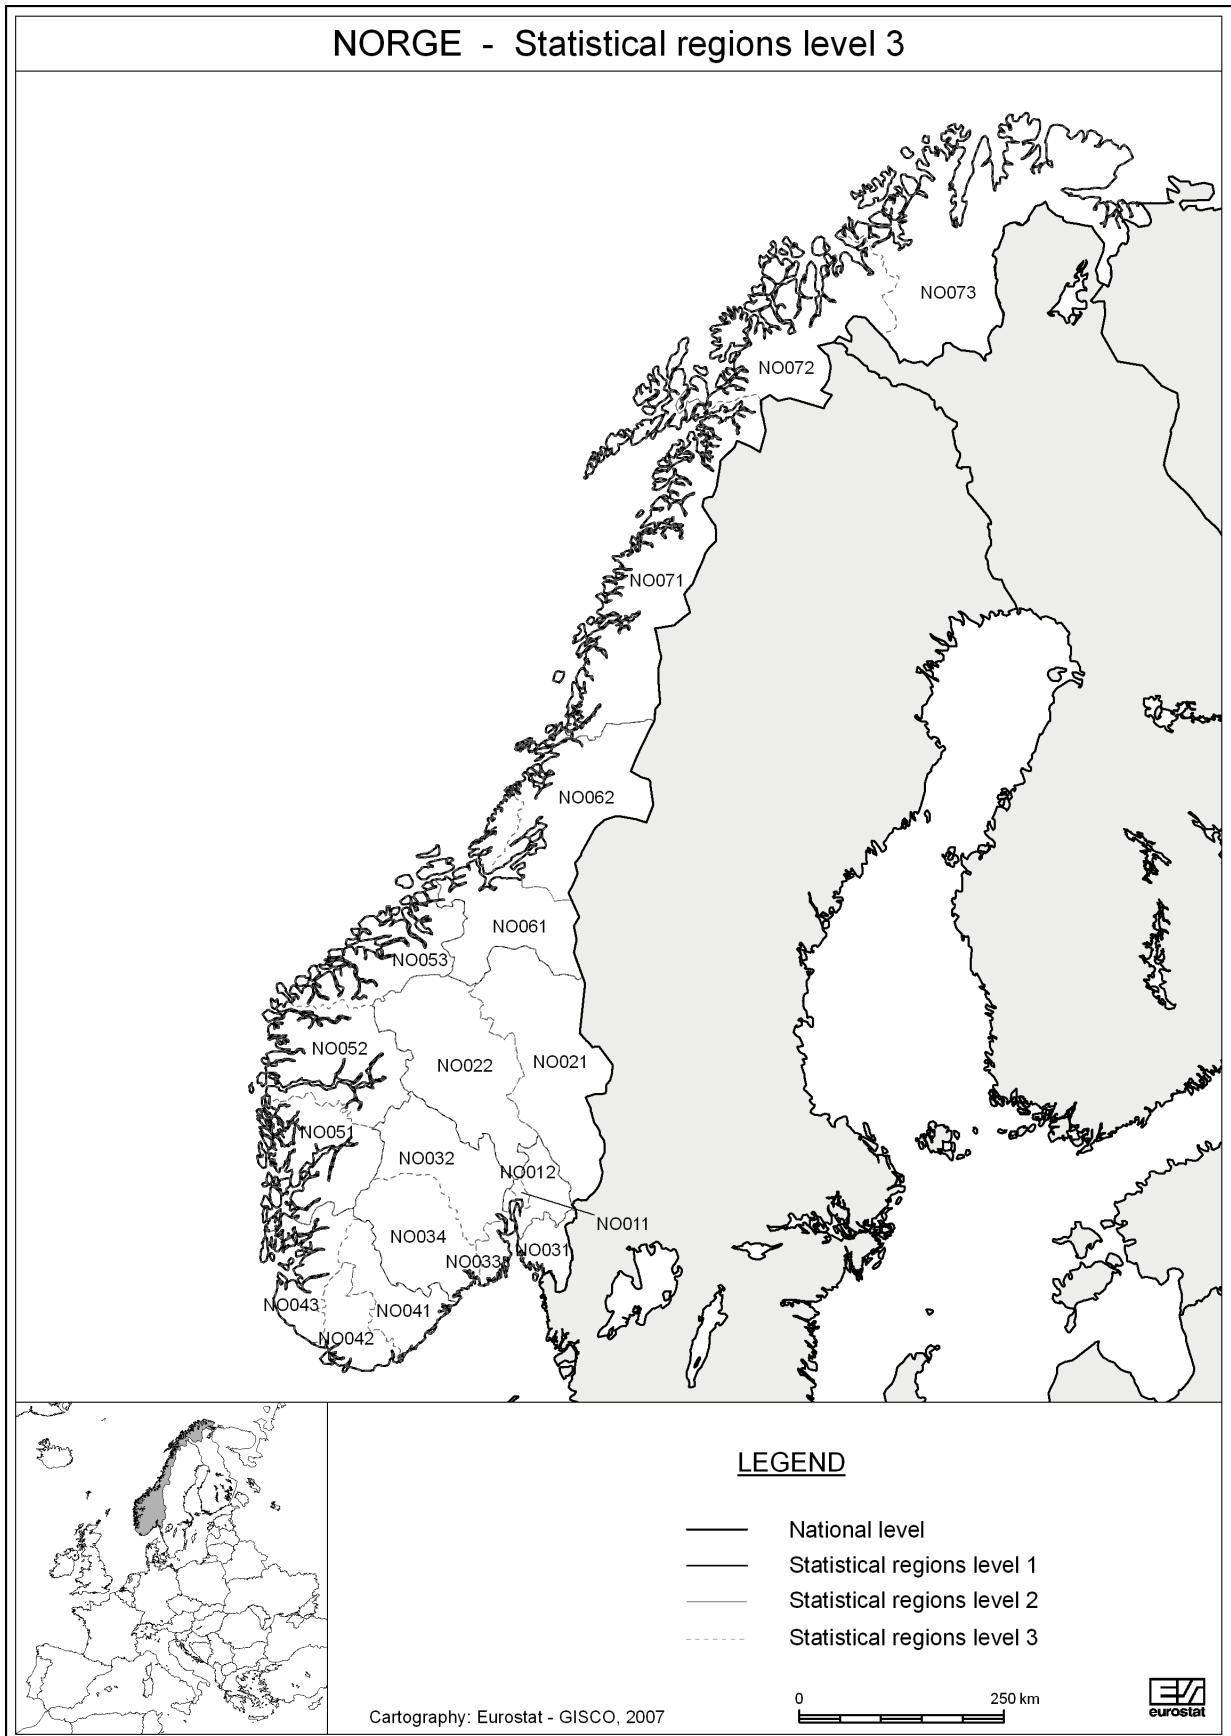 NORGE - Statistical regions level 3
NO073
NO072
NO071
NO062
NO061
NO053
NO052
NO022
NO021
NO051
NO032
NO012
NO011
NO034
NO031
NO033
NO043
NO041
NO042
LEGEND
National level
Statistical regions level 1
Statistical regions level 2
Statistical regions level 3
Cartography: Eurostat - GISCO, 2007
0 250 km
eurostat